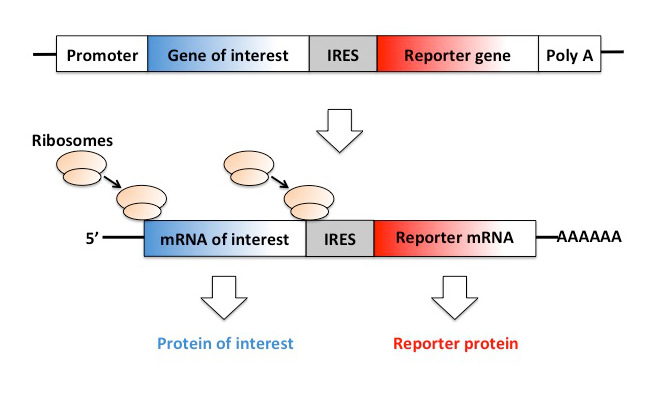 Promoter Gene of interest IRES Reporter gene Poly A
Ribosomes
5’ mRNA of interest IRES Reporter mRNA AAAAAA
Protein of interest Reporter protein